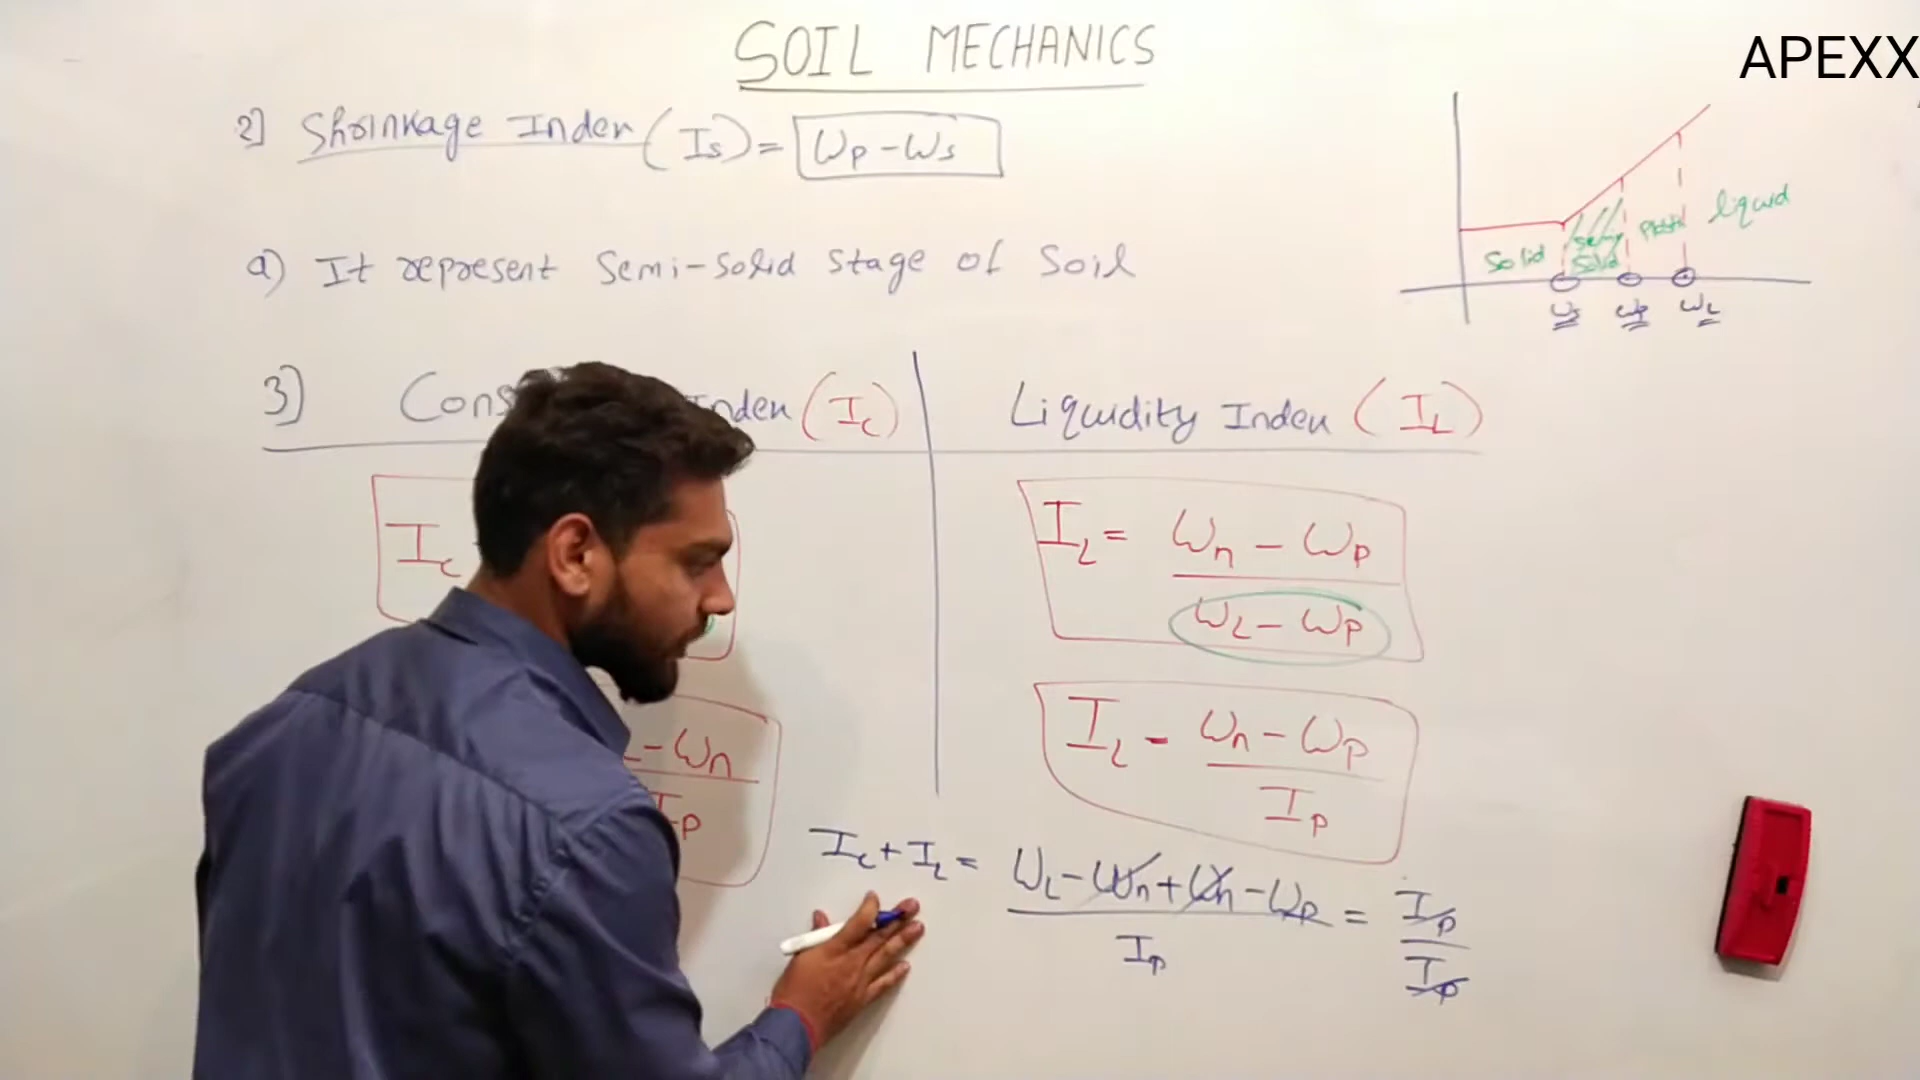 SOIL MECHANICS
APEXX
2] Shrinkage Index (Is) = Wp - Ws
a) It represent Semi-Solid Stage of Soil
Solid Semi Solid liquid
Ws Wp WL
3] Index (Ic) Liquidity Index (IL)
Ic
IL = Wn - Wp
WL - Wp
- Wn
Ip
IL = Wn - Wp
Ip
Ic + IL = WL - Wn + Wn - Wp = Ip
Ip Ip